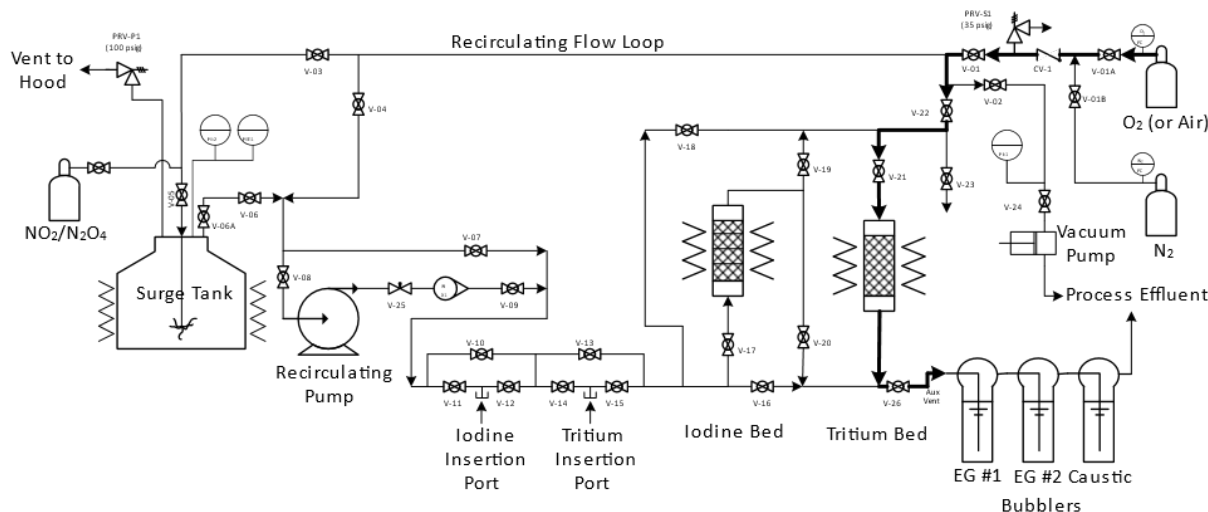 PRV-P1
(100 psig)
Vent to
Hood
Recirculating Flow Loop
PRV-S1
(35 psig)
V-03
V-01
CV-1
V-01A
V-01B
V-04
V-02
V-22
O₂ (or Air)
V-18
V-19
V-21
V-23
V-24
V-05
V-06
V-06A
NO₂/N₂O₄
V-07
Vacuum
Pump
N₂
Surge Tank
V-08
V-25
V-09
Process Effluent
V-10
V-13
V-17
V-20
Recirculating
Pump
V-11
V-12
V-14
V-15
V-16
V-26
Aux
Vent
Iodine
Insertion
Port
Tritium
Insertion
Port
Iodine Bed
Tritium Bed
EG #1
EG #2
Caustic
Bubblers